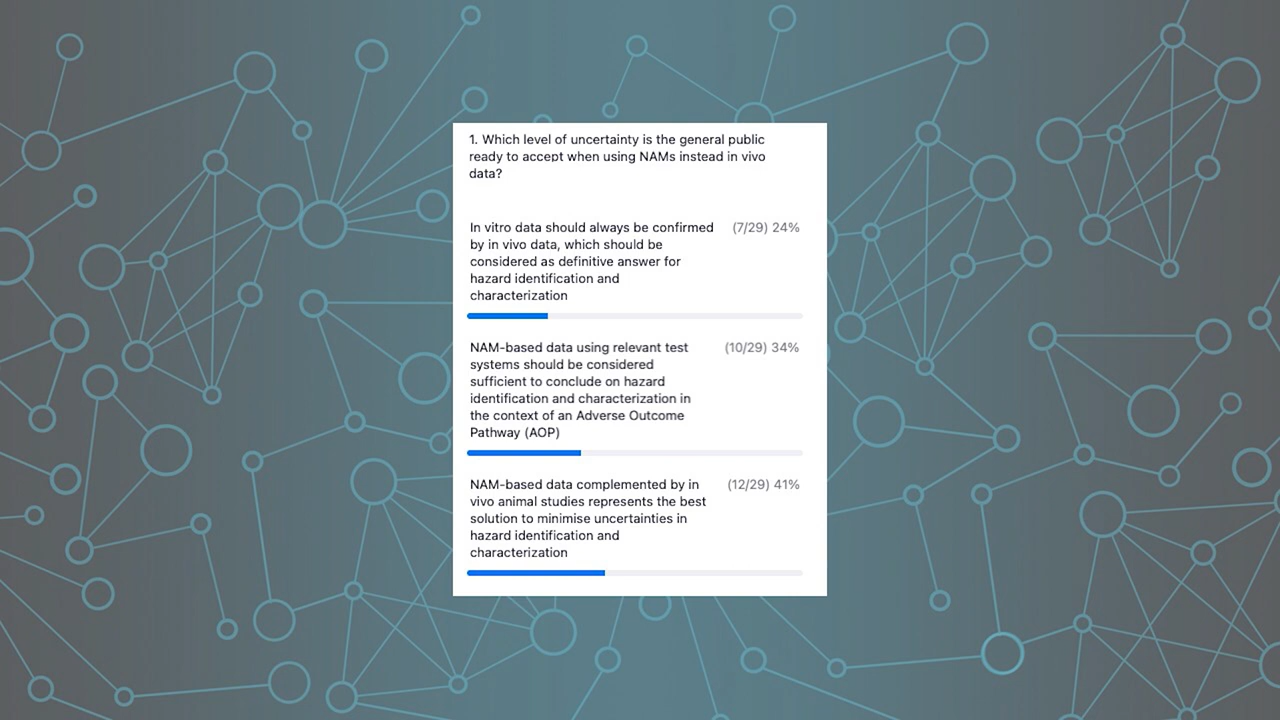 1. Which level of uncertainty is the general public
ready to accept when using NAMs instead in vivo
data?
In vitro data should always be confirmed (7/29) 24%
by in vivo data, which should be
considered as definitive answer for
hazard identification and
characterization
NAM-based data using relevant test (10/29) 34%
systems should be considered
sufficient to conclude on hazard
identification and characterization in
the context of an Adverse Outcome
Pathway (AOP)
NAM-based data complemented by in (12/29) 41%
vivo animal studies represents the best
solution to minimise uncertainties in
hazard identification and
characterization